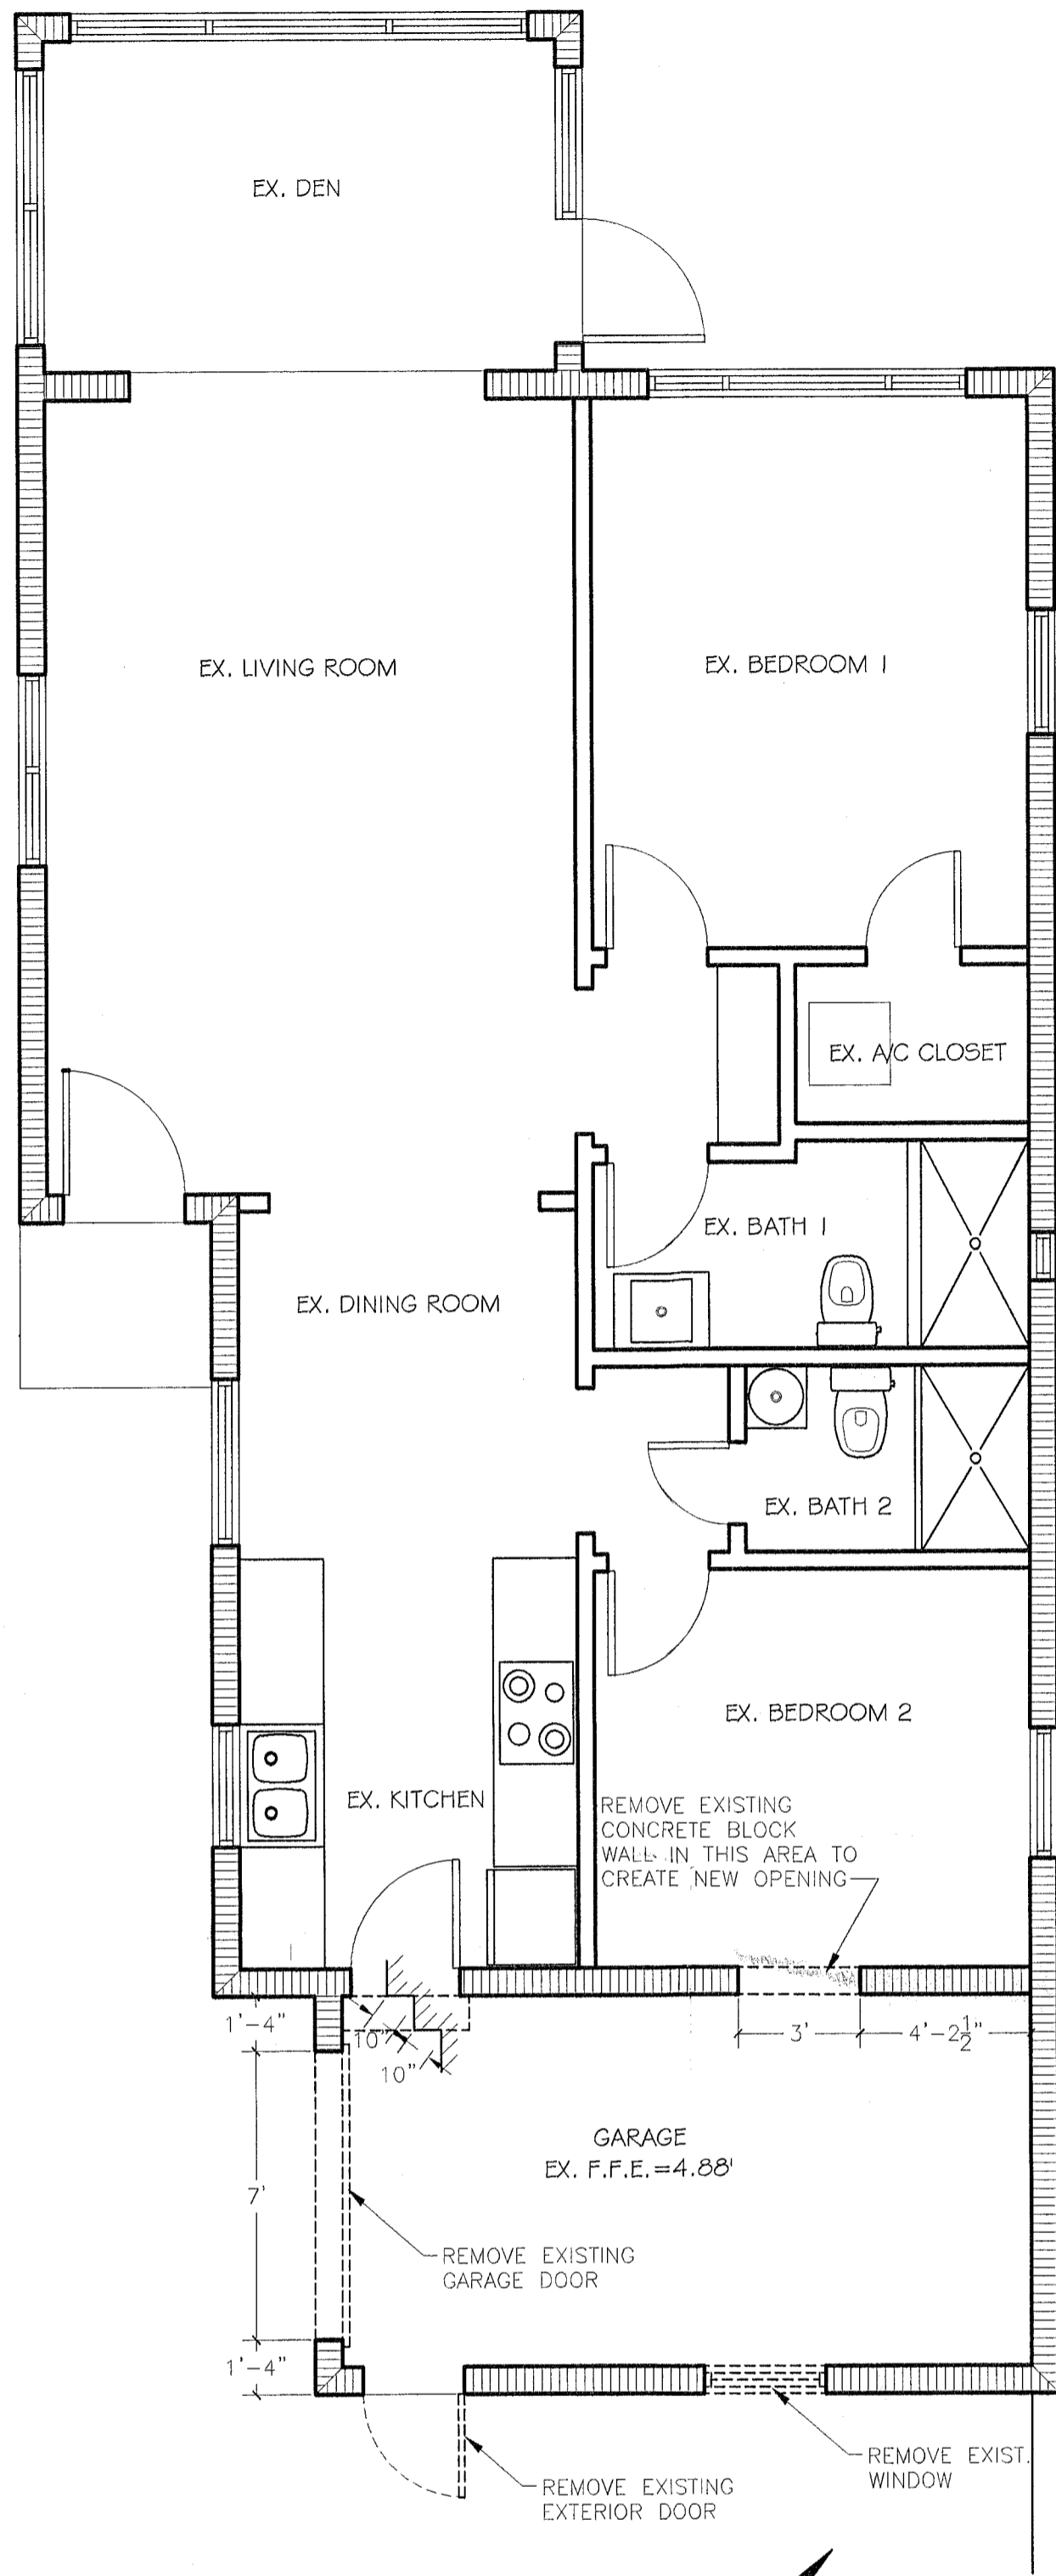 EX. DEN
EX. LIVING ROOM
EX. BEDROOM 1
EX. A/C CLOSET
EX. BATH 1
EX. DINING ROOM
EX. BATH 2
EX. BEDROOM 2
EX. KITCHEN
REMOVE EXISTING
CONCRETE BLOCK
WALL IN THIS AREA TO
CREATE NEW OPENING
1'-4"
10"
10"
3'
4'-2½"
GARAGE
EX. F.F.E.=4.88'
7'
REMOVE EXISTING
GARAGE DOOR
1'-4"
REMOVE EXIST.
WINDOW
REMOVE EXISTING
EXTERIOR DOOR